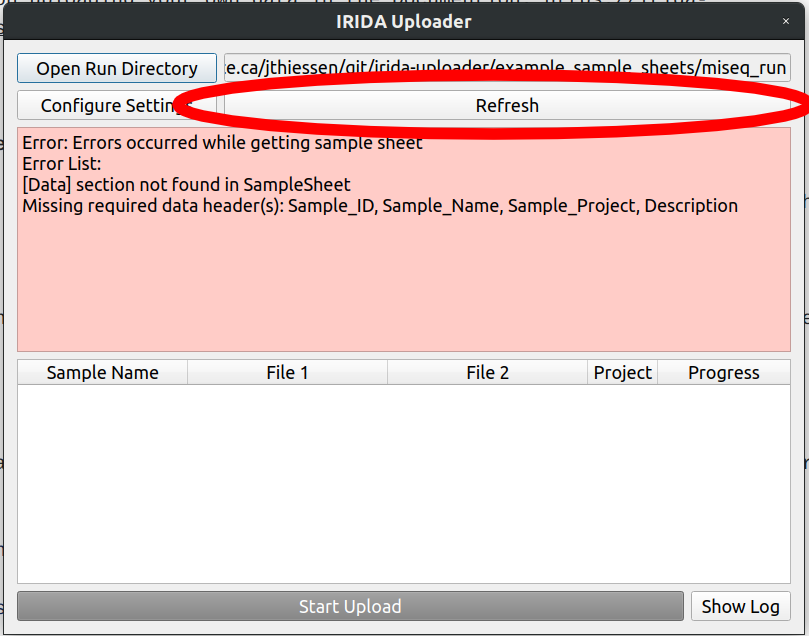 IRIDA Uploader
Open Run Directory
:e.ca/jthiessen/git/irida-uploader/example_sample_sheets/miseq_run
Configure Settings
Refresh
Error: Errors occurred while getting sample sheet
Error List:
[Data] section not found in SampleSheet
Missing required data header(s): Sample_ID, Sample_Name, Sample_Project, Description
Sample Name File 1 File 2 Project Progress
Start Upload Show Log